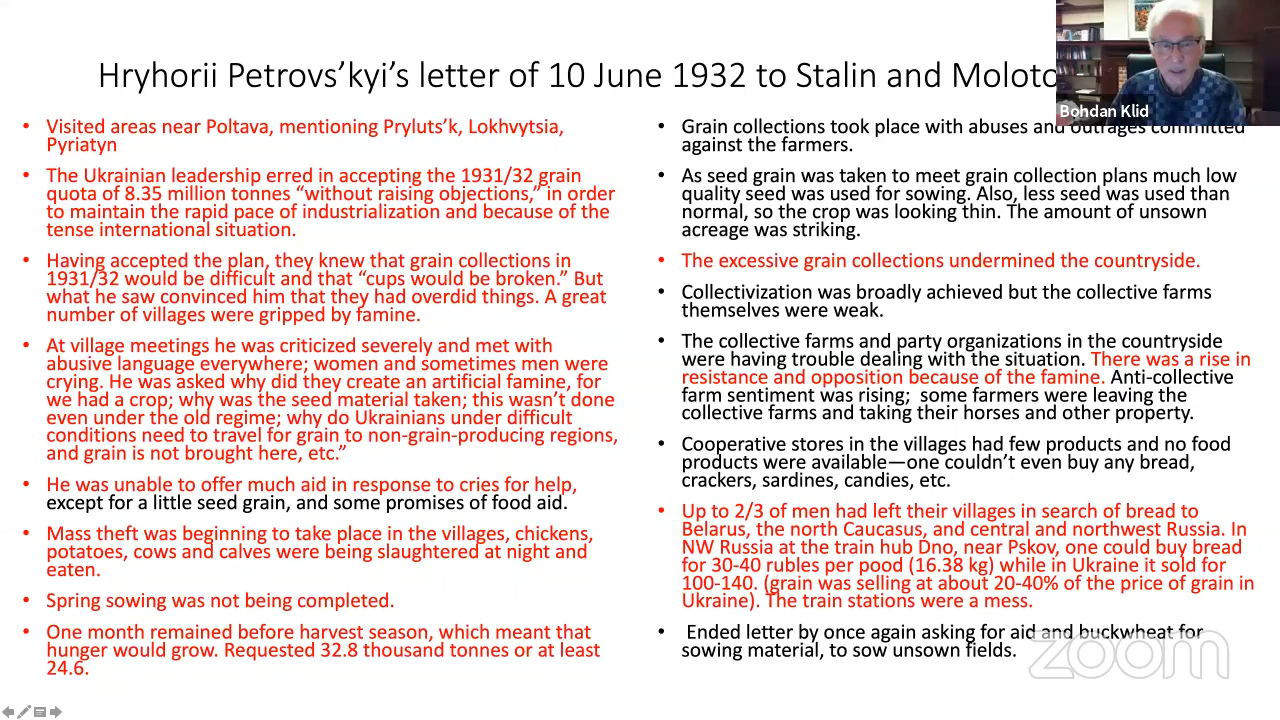 Hryhorii Petrovs’kyi’s letter of 10 June 1932 to Stalin and
Bohdan Klid
• Visited areas near Poltava, mentioning Pryluts’k, Lokhvytsia,
Pyriatyn
• The Ukrainian leadership erred in accepting the 1931/32 grain
quota of 8.35 million tonnes “without raising objections,” in order
to maintain the rapid pace of industrialization and because of the
tense international situation.
• Having accepted the plan, they knew that grain collections in
1931/32 would be difficult and that “cups would be broken.” But
what he saw convinced him that they had overdid things. A great
number of villages were gripped by famine.
• At village meetings he was criticized severely and met with
abusive language everywhere; women and sometimes men were
crying. He was asked why did they create an artificial famine, for
we had a crop; why was the seed material taken; this wasn’t done
even under the old regime; why do Ukrainians under difficult
conditions need to travel for grain to non-grain-producing regions,
and grain is not brought here, etc.”
• He was unable to offer much aid in response to cries for help,
except for a little seed grain, and some promises of food aid.
• Mass theft was beginning to take place in the villages, chickens,
potatoes, cows and calves were being slaughtered at night and
eaten.
• Spring sowing was not being completed.
• One month remained before harvest season, which meant that
hunger would grow. Requested 32.8 thousand tonnes or at least
24.6.
• Grain collections took place with abuses and outrages committed
against the farmers.
• As seed grain was taken to meet grain collection plans much low
quality seed was used for sowing. Also, less seed was used than
normal, so the crop was looking thin. The amount of unsown
acreage was striking.
• The excessive grain collections undermined the countryside.
• Collectivization was broadly achieved but the collective farms
themselves were weak.
• The collective farms and party organizations in the countryside
were having trouble dealing with the situation. There was a rise in
resistance and opposition because of the famine. Anti-collective
farm sentiment was rising; some farmers were leaving the
collective farms and taking their horses and other property.
• Cooperative stores in the villages had few products and no food
products were available—one couldn’t even buy any bread,
crackers, sardines, candies, etc.
• Up to 2/3 of men had left their villages in search of bread to
Belarus, the north Caucasus, and central and northwest Russia. In
NW Russia at the train hub Dno, near Pskov, one could buy bread
for 30-40 rubles per pood (16.38 kg) while in Ukraine it sold for
100-140. (grain was selling at about 20-40% of the price of grain in
Ukraine). The train stations were a mess.
• Ended letter by once again asking for aid and buckwheat for
sowing material, to sow unsown fields.
zoom